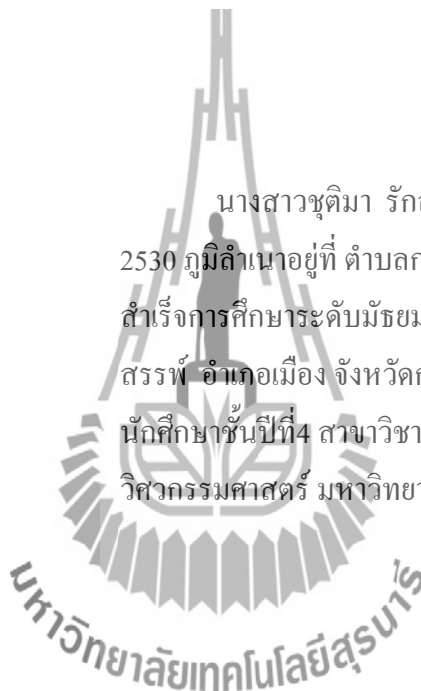 นางสาวชุติมา
2530 ภูมิลำเนาอยู่ที่ ตำบล
สำเร็จการศึกษาระดับมัธยม
สรรพ์ อำเภอเมือง จังหวัด
นักศึกษาชั้นปีที่4 สาขาวิชา
วิศวกรรมศาสตร์ มหาวิทยา
มหาวิทยาลัยเทคโนโลยีสุรนารี